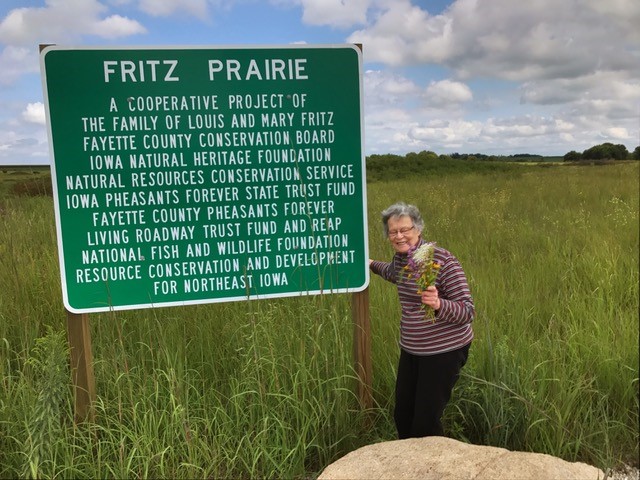 FRITZ PRAIRIE
A COOPERATIVE PROJECT OF
THE FAMILY OF LOUIS AND MARY FRITZ
FAYETTE COUNTY CONSERVATION BOARD
IOWA NATURAL HERITAGE FOUNDATION
NATURAL RESOURCES CONSERVATION SERVICE
IOWA PHEASANTS FOREVER STATE TRUST FUND
FAYETTE COUNTY PHEASANTS FOREVER
LIVING ROADWAY TRUST FUND AND REAP
NATIONAL FISH AND WILDLIFE FOUNDATION
RESOURCE CONSERVATION AND DEVELOPMENT
FOR NORTHEAST IOWA